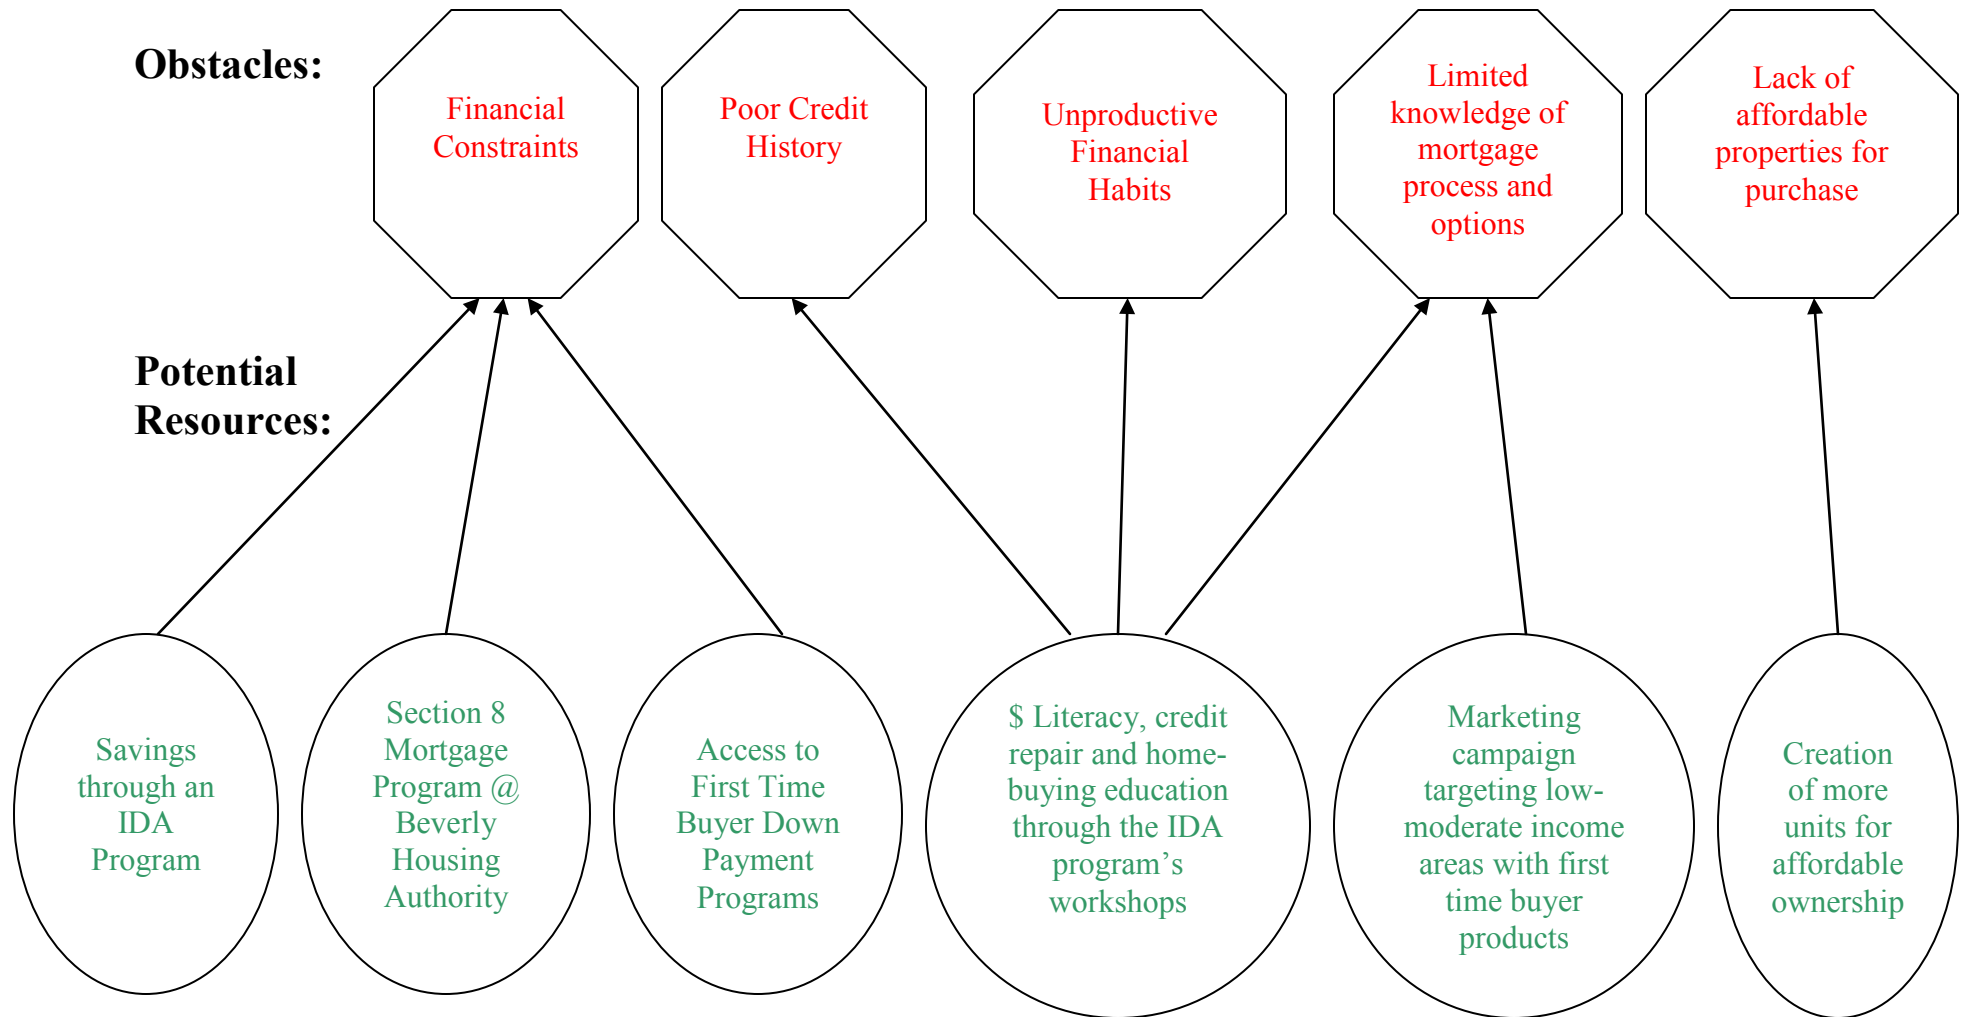 Obstacles:
Financial
Constraints
Poor Credit
History
Unproductive
Financial
Habits
Limited
knowledge of
mortgage
process and
options
Lack of
affordable
properties for
purchase
Potential
Resources:
Savings
through an
IDA
Program
Section 8
Mortgage
Program @
Beverly
Housing
Authority
Access to
First Time
Buyer Down
Payment
Programs
$ Literacy, credit
repair and home-
buying education
through the IDA
program’s
workshops
Marketing
campaign
targeting low-
moderate income
areas with first
time buyer
products
Creation
of more
units for
affordable
ownership